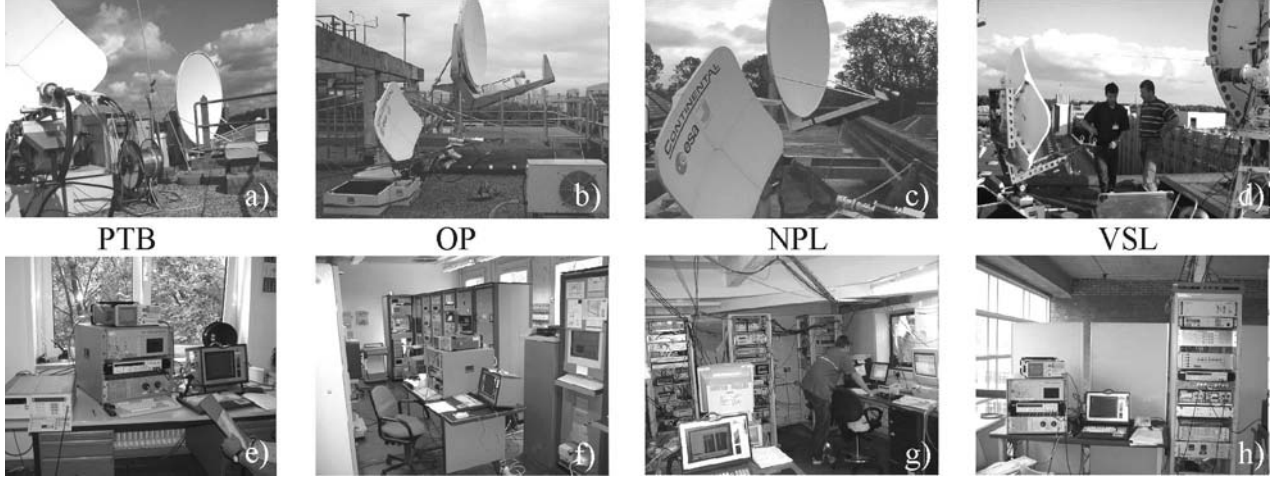 a)
b)
CONTINENTAL
esa
c)
d)
PTB
OP
NPL
VSL
e)
f)
g)
h)